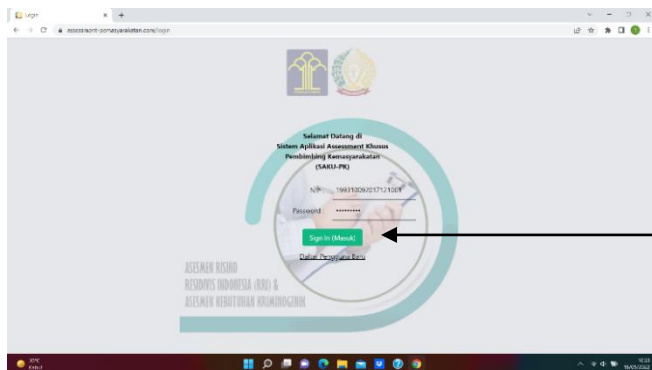 Login
assessment-pemasyarakatan.com/login
Selamat Datang di
Sistem Aplikasi Assessment Khusus
Pembimbing Kemasyarakatan
(SAKU-PK)
NIP :
Password :
Sign In (Masuk)
Daftar Pengguna Baru
ASESMEN RISIKO
RESIDIVIS INDONESIA (RRI) &
ASESMEN KEBUTUHAN KRIMINOGENIK
Kabut